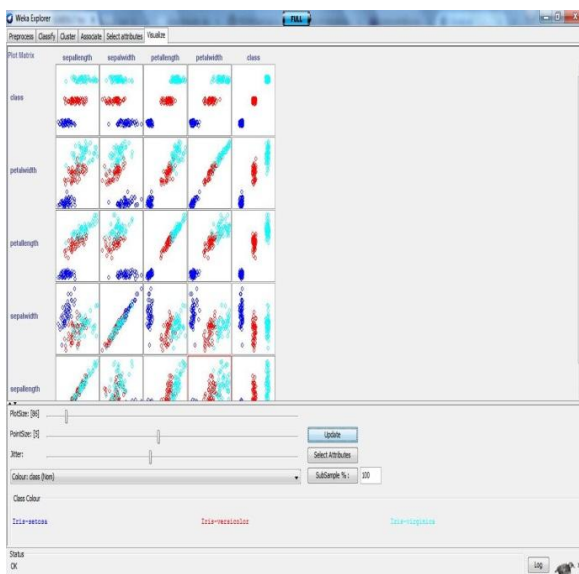 Weka Explorer
FULL
Preprocess Classify Cluster Associate Select attributes Visualize
Plot Matrix sepallength sepalwidth petallength petalwidth class
class
petalwidth
petallength
sepalwidth
sepallength
PlotSize: [86]
PointSize: [3]
Update
Jitter:
Select Attributes
Colour: class (Nom)
SubSample % : 100
Class Colour
Iris-setosa Iris-versicolor Iris-virginica
Status
OK
Log